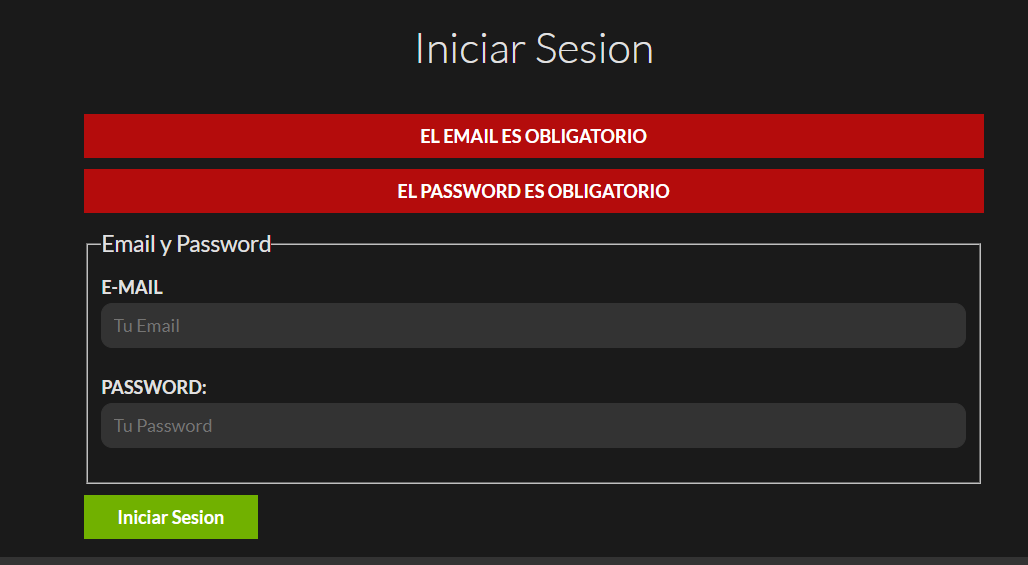 Iniciar Sesion
EL EMAIL ES OBLIGATORIO
EL PASSWORD ES OBLIGATORIO
Email y Password
E-MAIL
Tu Email
PASSWORD:
Tu Password
Iniciar Sesion